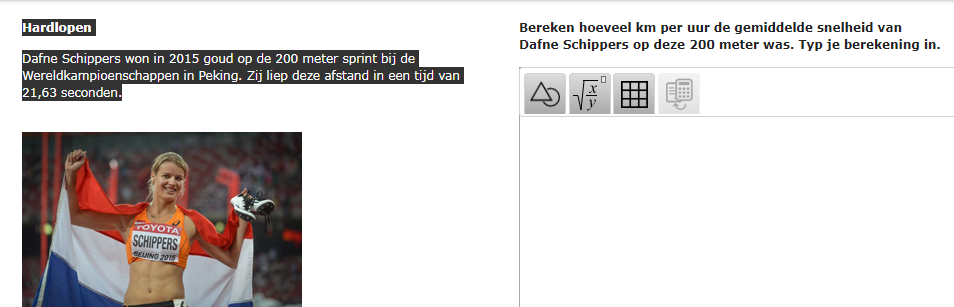 Hardlopen
Dafne Schippers won in 2015 goud op de 200 meter sprint bij de
Wereldkampioenschappen in Peking. Zij liep deze afstand in een tijd van
21,63 seconden.
Bereken hoeveel km per uur de gemiddelde snelheid van
Dafne Schippers op deze 200 meter was. Typ je berekening in.
√x/y
TOYOTA
SCHIPPERS
BEIJING 2015